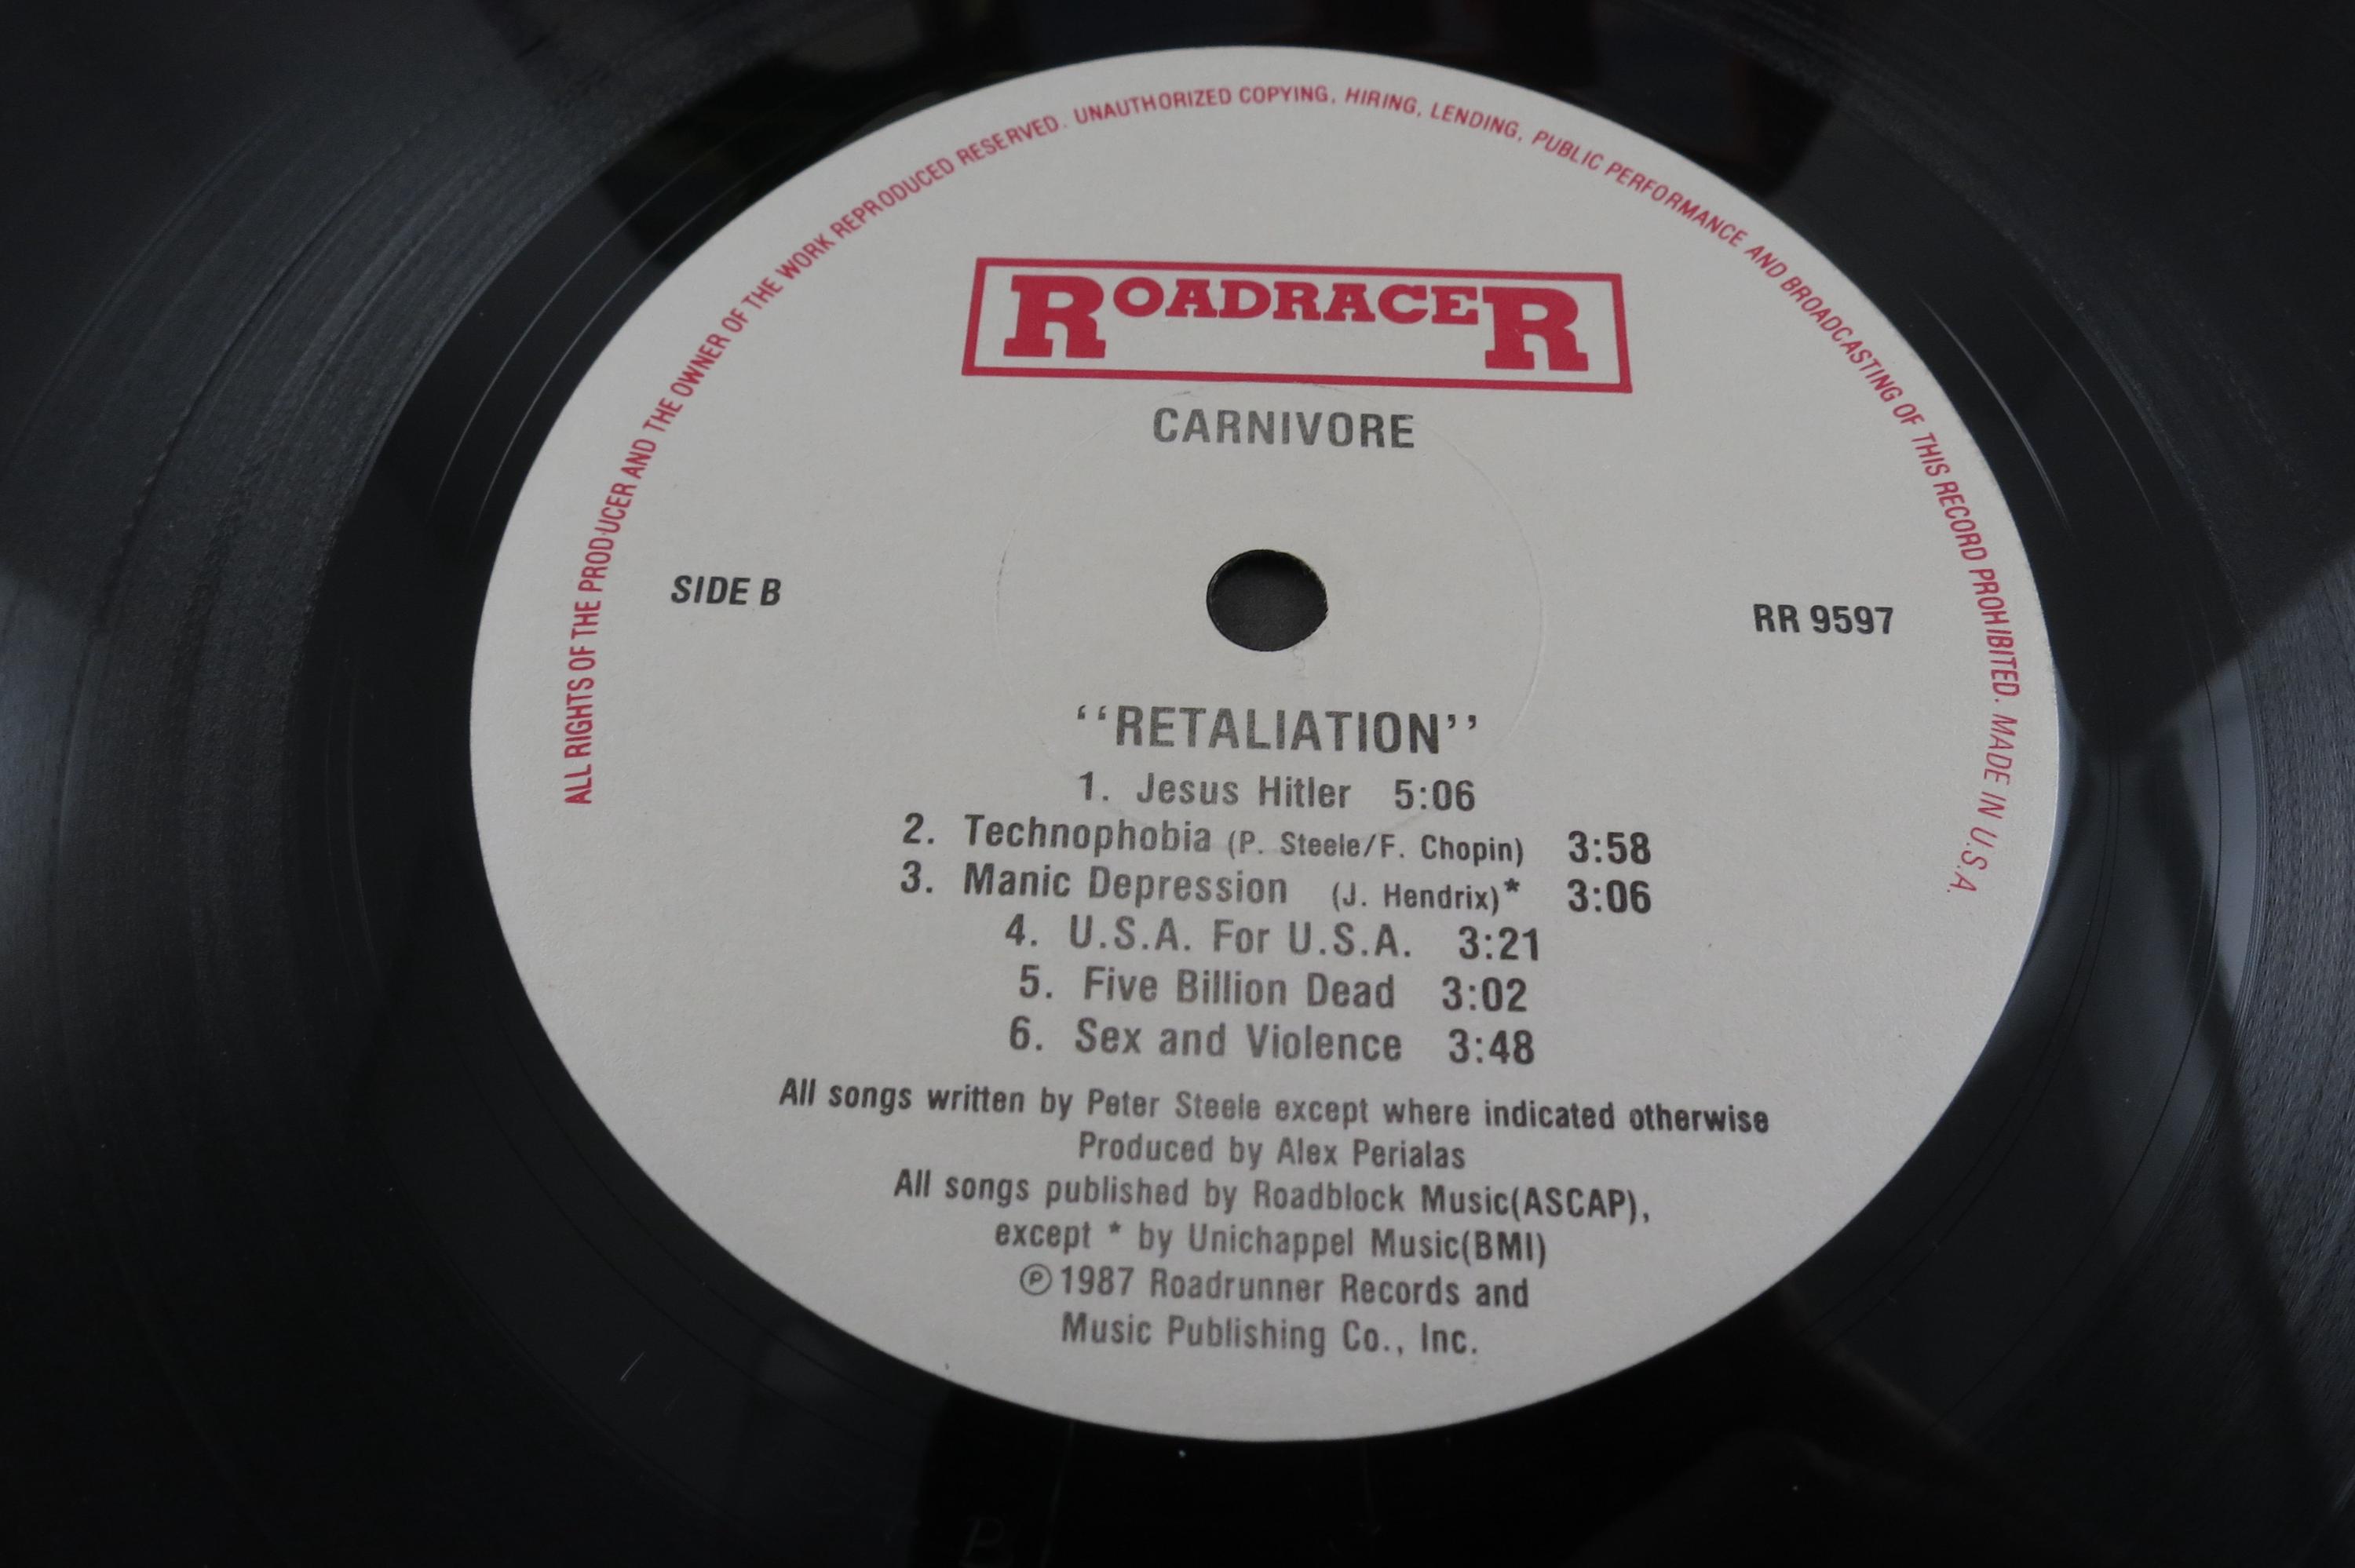 ALL RIGHTS OF THE PRODUCER AND THE OWNER OF THE WORK REPRODUCED RESERVED. UNAUTHORIZED COPYING, HIRING, LENDING, PUBLIC PERFORMANCE AND BROADCASTING OF THIS RECORD PROHIBITED. MADE IN U.S.A.
ROADRACER
CARNIVORE
SIDE B
RR 9597
‘‘RETALIATION’’
1. Jesus Hitler 5:06
2. Technophobia (P. Steele/F. Chopin) 3:58
3. Manic Depression (J. Hendrix)* 3:06
4. U.S.A. For U.S.A. 3:21
5. Five Billion Dead 3:02
6. Sex and Violence 3:48
All songs written by Peter Steele except where indicated otherwise
Produced by Alex Perialas
All songs published by Roadblock Music(ASCAP),
except * by Unichappel Music(BMI)
℗1987 Roadrunner Records and
Music Publishing Co., Inc.